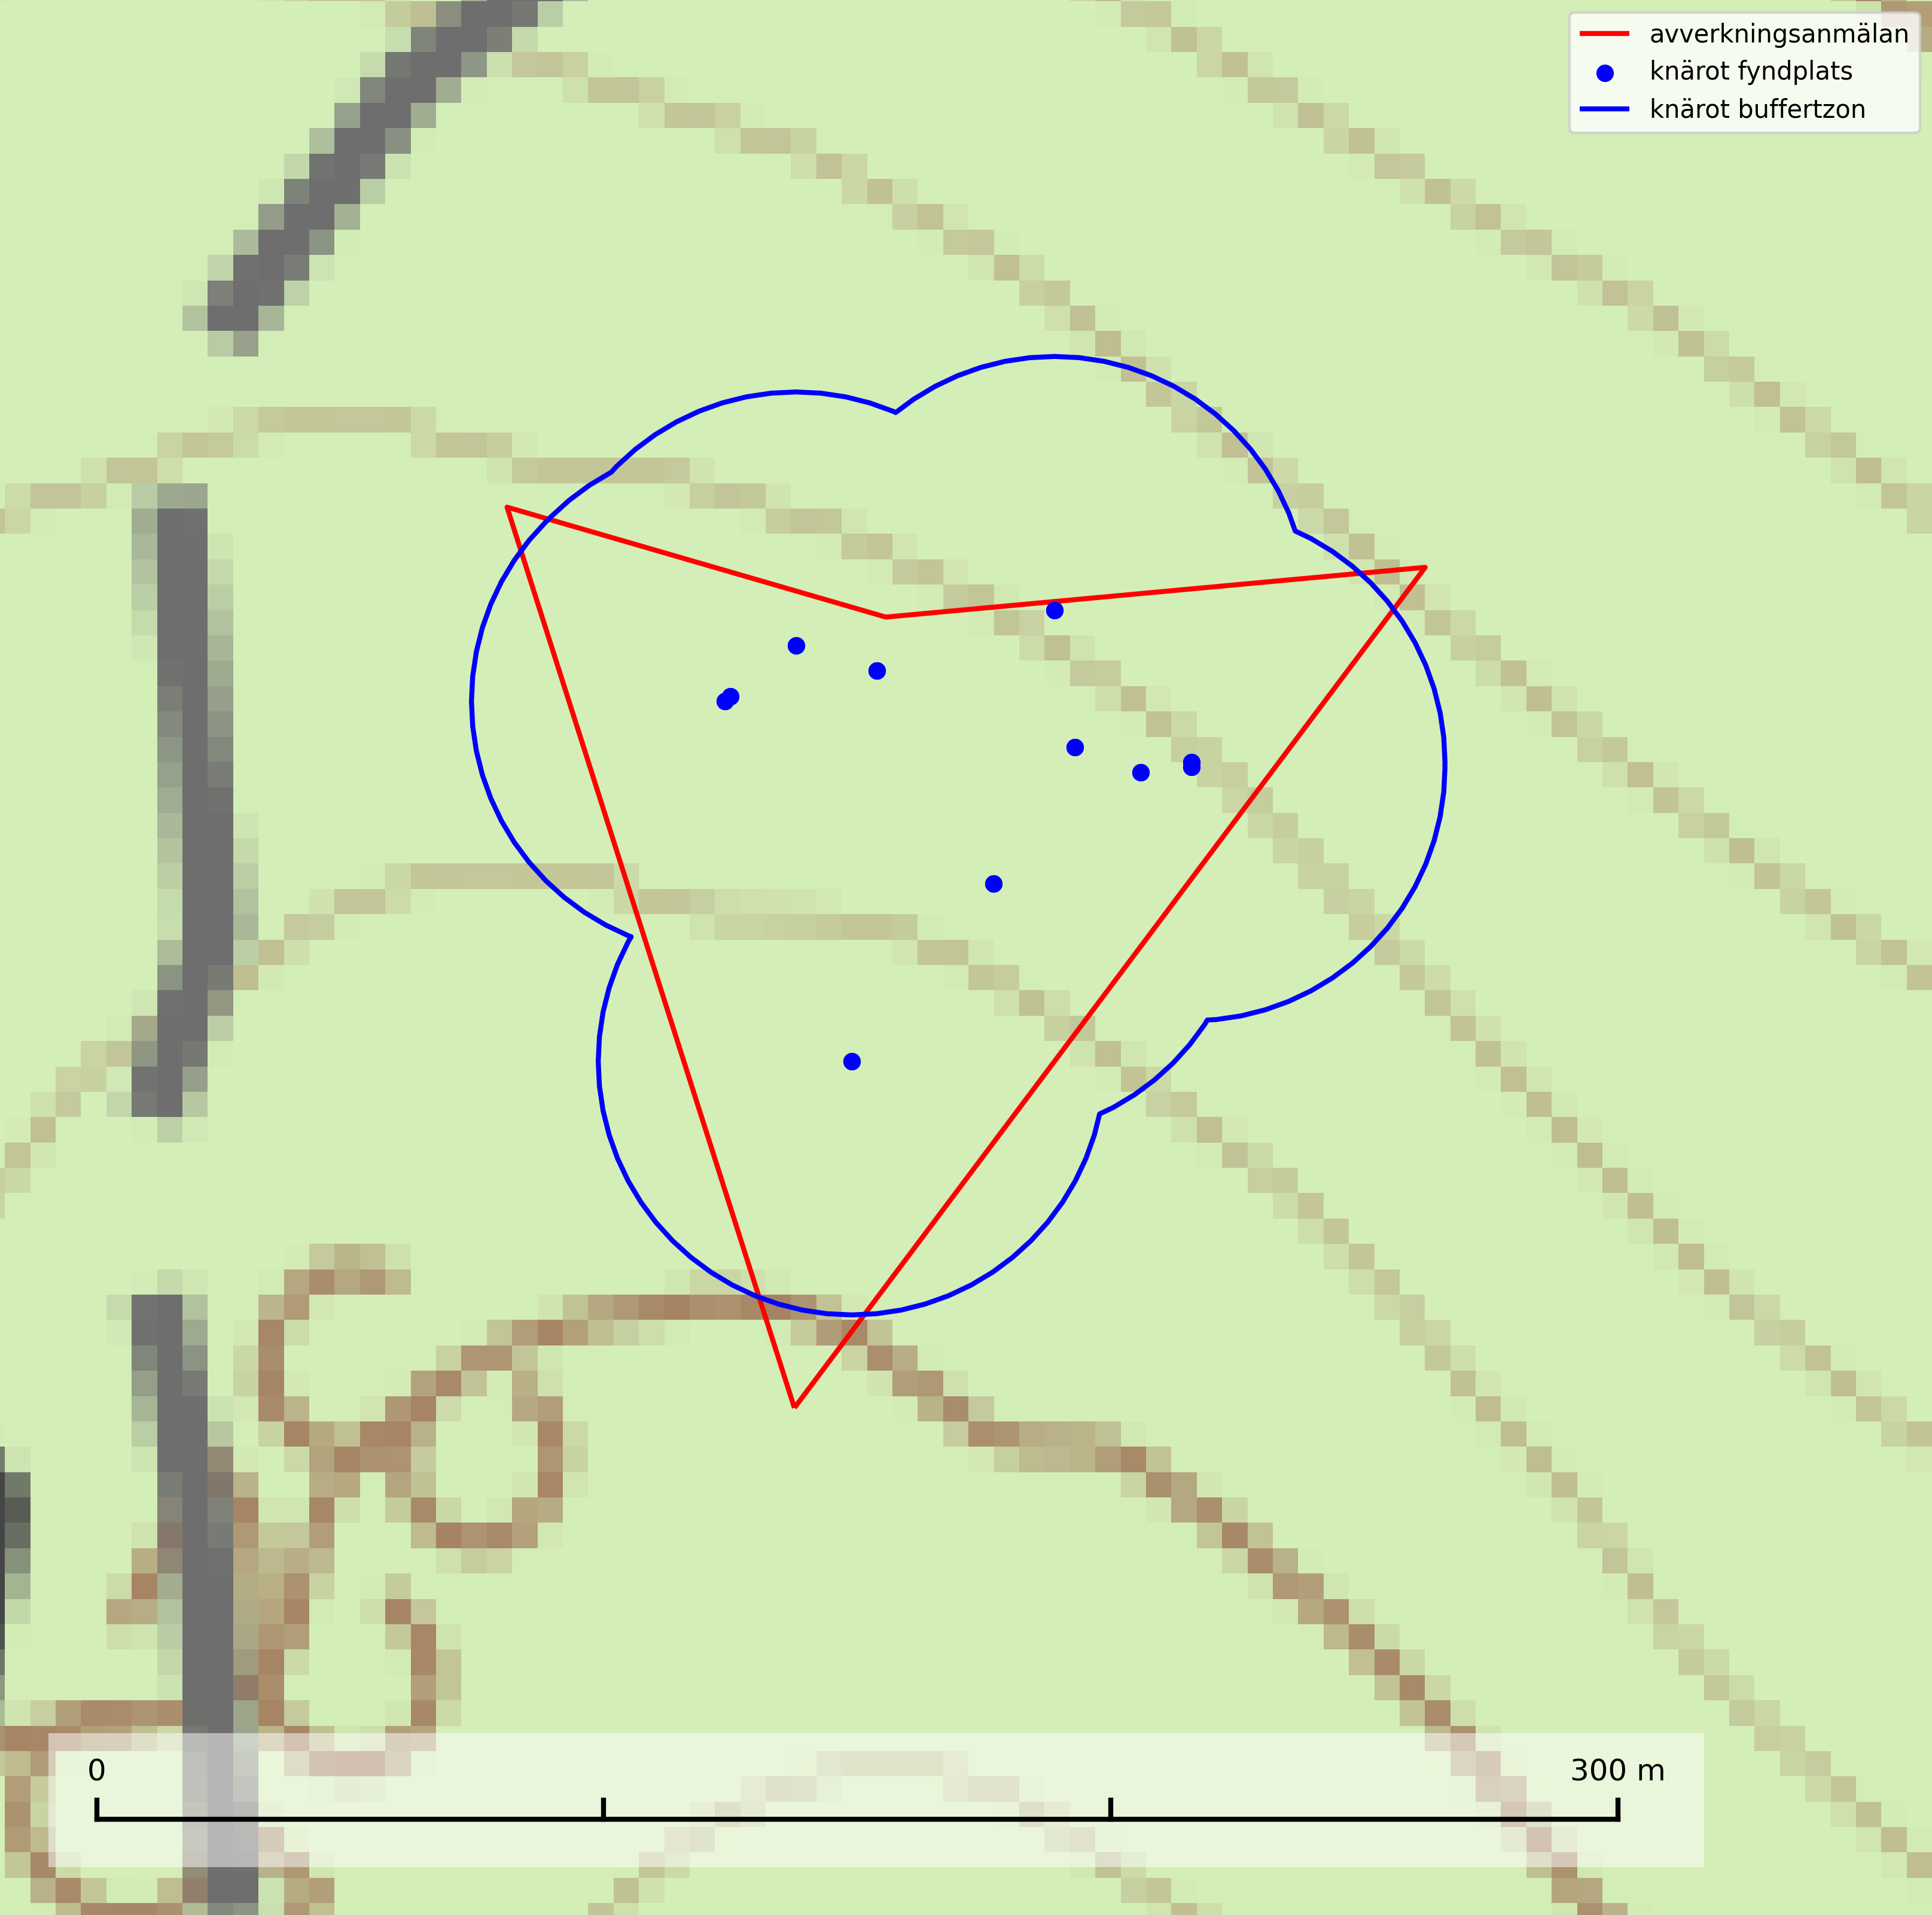 avverkningsanmälan
knärot fyndplats
knärot buffertzon
0 300 m